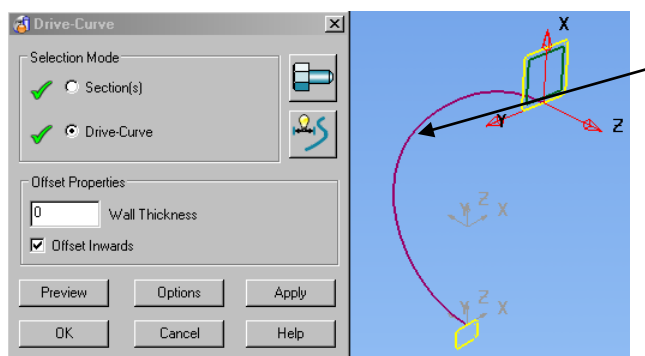 Drive-Curve
Selection Mode
Section(s)
Drive-Curve
Offset Properties
0 Wall Thickness
Offset Inwards
Preview Options Apply
OK Cancel Help
X
Y
Z
Y Z X
Y Z X